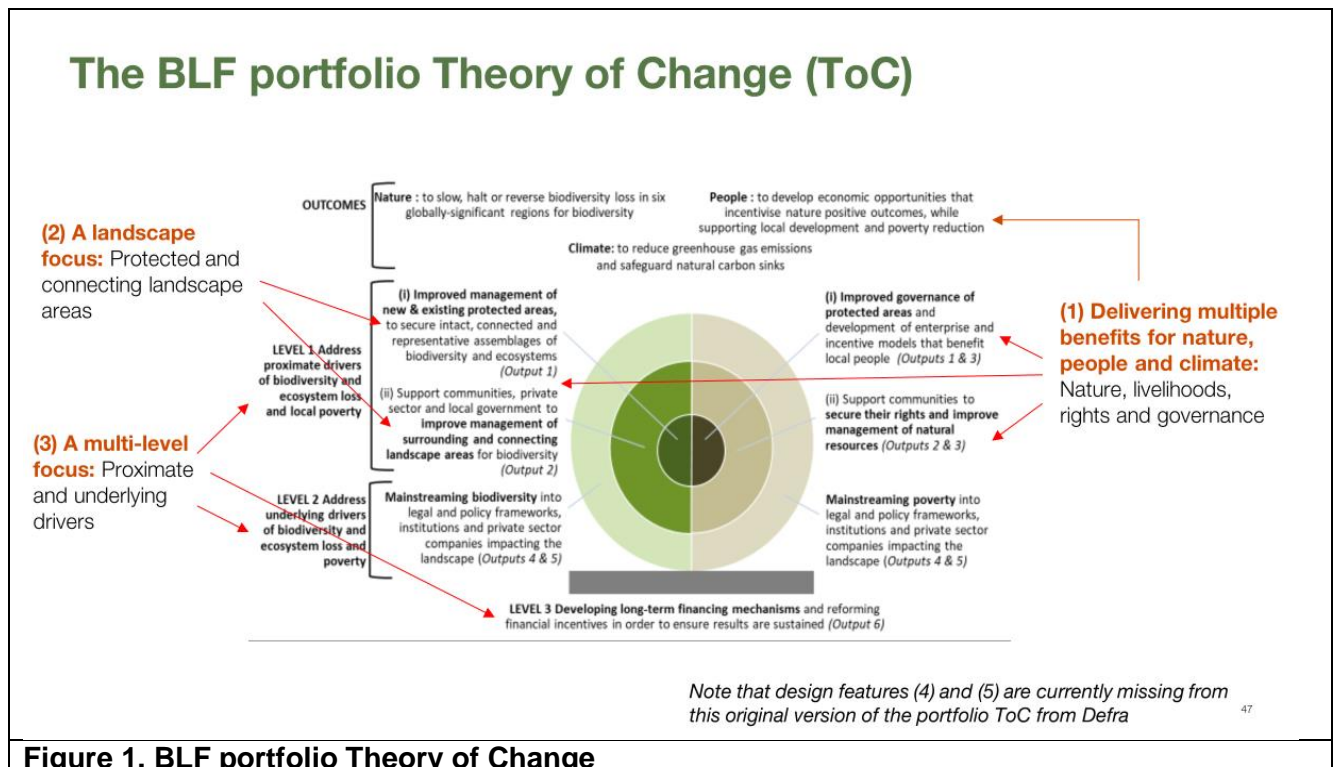 The BLF portfolio Theory of Change (ToC)
OUTCOMES
Nature : to slow, halt or reverse biodiversity loss in six
globally-significant regions for biodiversity
People : to develop economic opportunities that
incentivise nature positive outcomes, while
supporting local development and poverty reduction
Climate: to reduce greenhouse gas emissions
and safeguard natural carbon sinks
(2) A landscape
focus: Protected and
connecting landscape
areas
(1) Delivering multiple
benefits for nature,
people and climate:
Nature, livelihoods,
rights and governance
(3) A multi-level
focus: Proximate
and underlying
drivers
LEVEL 1 Address
proximate drivers
of biodiversity and
ecosystem loss
and local poverty
(i) Improved management of
new & existing protected areas,
to secure intact, connected and
representative assemblages of
biodiversity and ecosystems
(Output 1)
(ii) Support communities, private
sector and local government to
improve management of
surrounding and connecting
landscape areas for biodiversity
(Output 2)
(i) Improved governance of
protected areas and
development of enterprise and
incentive models that benefit
local people (Outputs 1 & 3)
(ii) Support communities to
secure their rights and improve
management of natural
resources (Outputs 2 & 3)
LEVEL 2 Address
underlying drivers
of biodiversity and
ecosystem loss and
poverty
Mainstreaming biodiversity into
legal and policy frameworks,
institutions and private sector
companies impacting the
landscape (Outputs 4 & 5)
Mainstreaming poverty into
legal and policy frameworks,
institutions and private sector
companies impacting the
landscape (Outputs 4 & 5)
LEVEL 3 Developing long-term financing mechanisms and reforming
financial incentives in order to ensure results are sustained (Output 6)
Note that design features (4) and (5) are currently missing from
this original version of the portfolio ToC from Defra
47
Figure 1. BLF portfolio Theory of Change